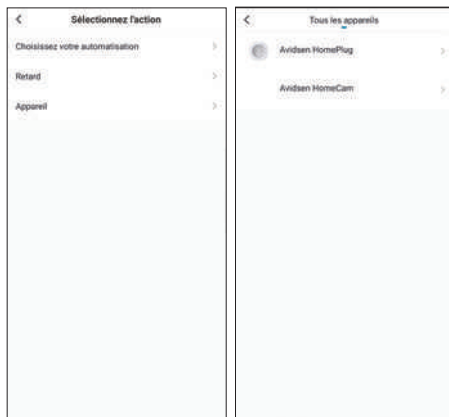 Sélectionnez l'action
Choisissez votre automatisation
Retard
Appareil
Tous les appareils
Avidsen HomePlug
Avidsen HomeCam